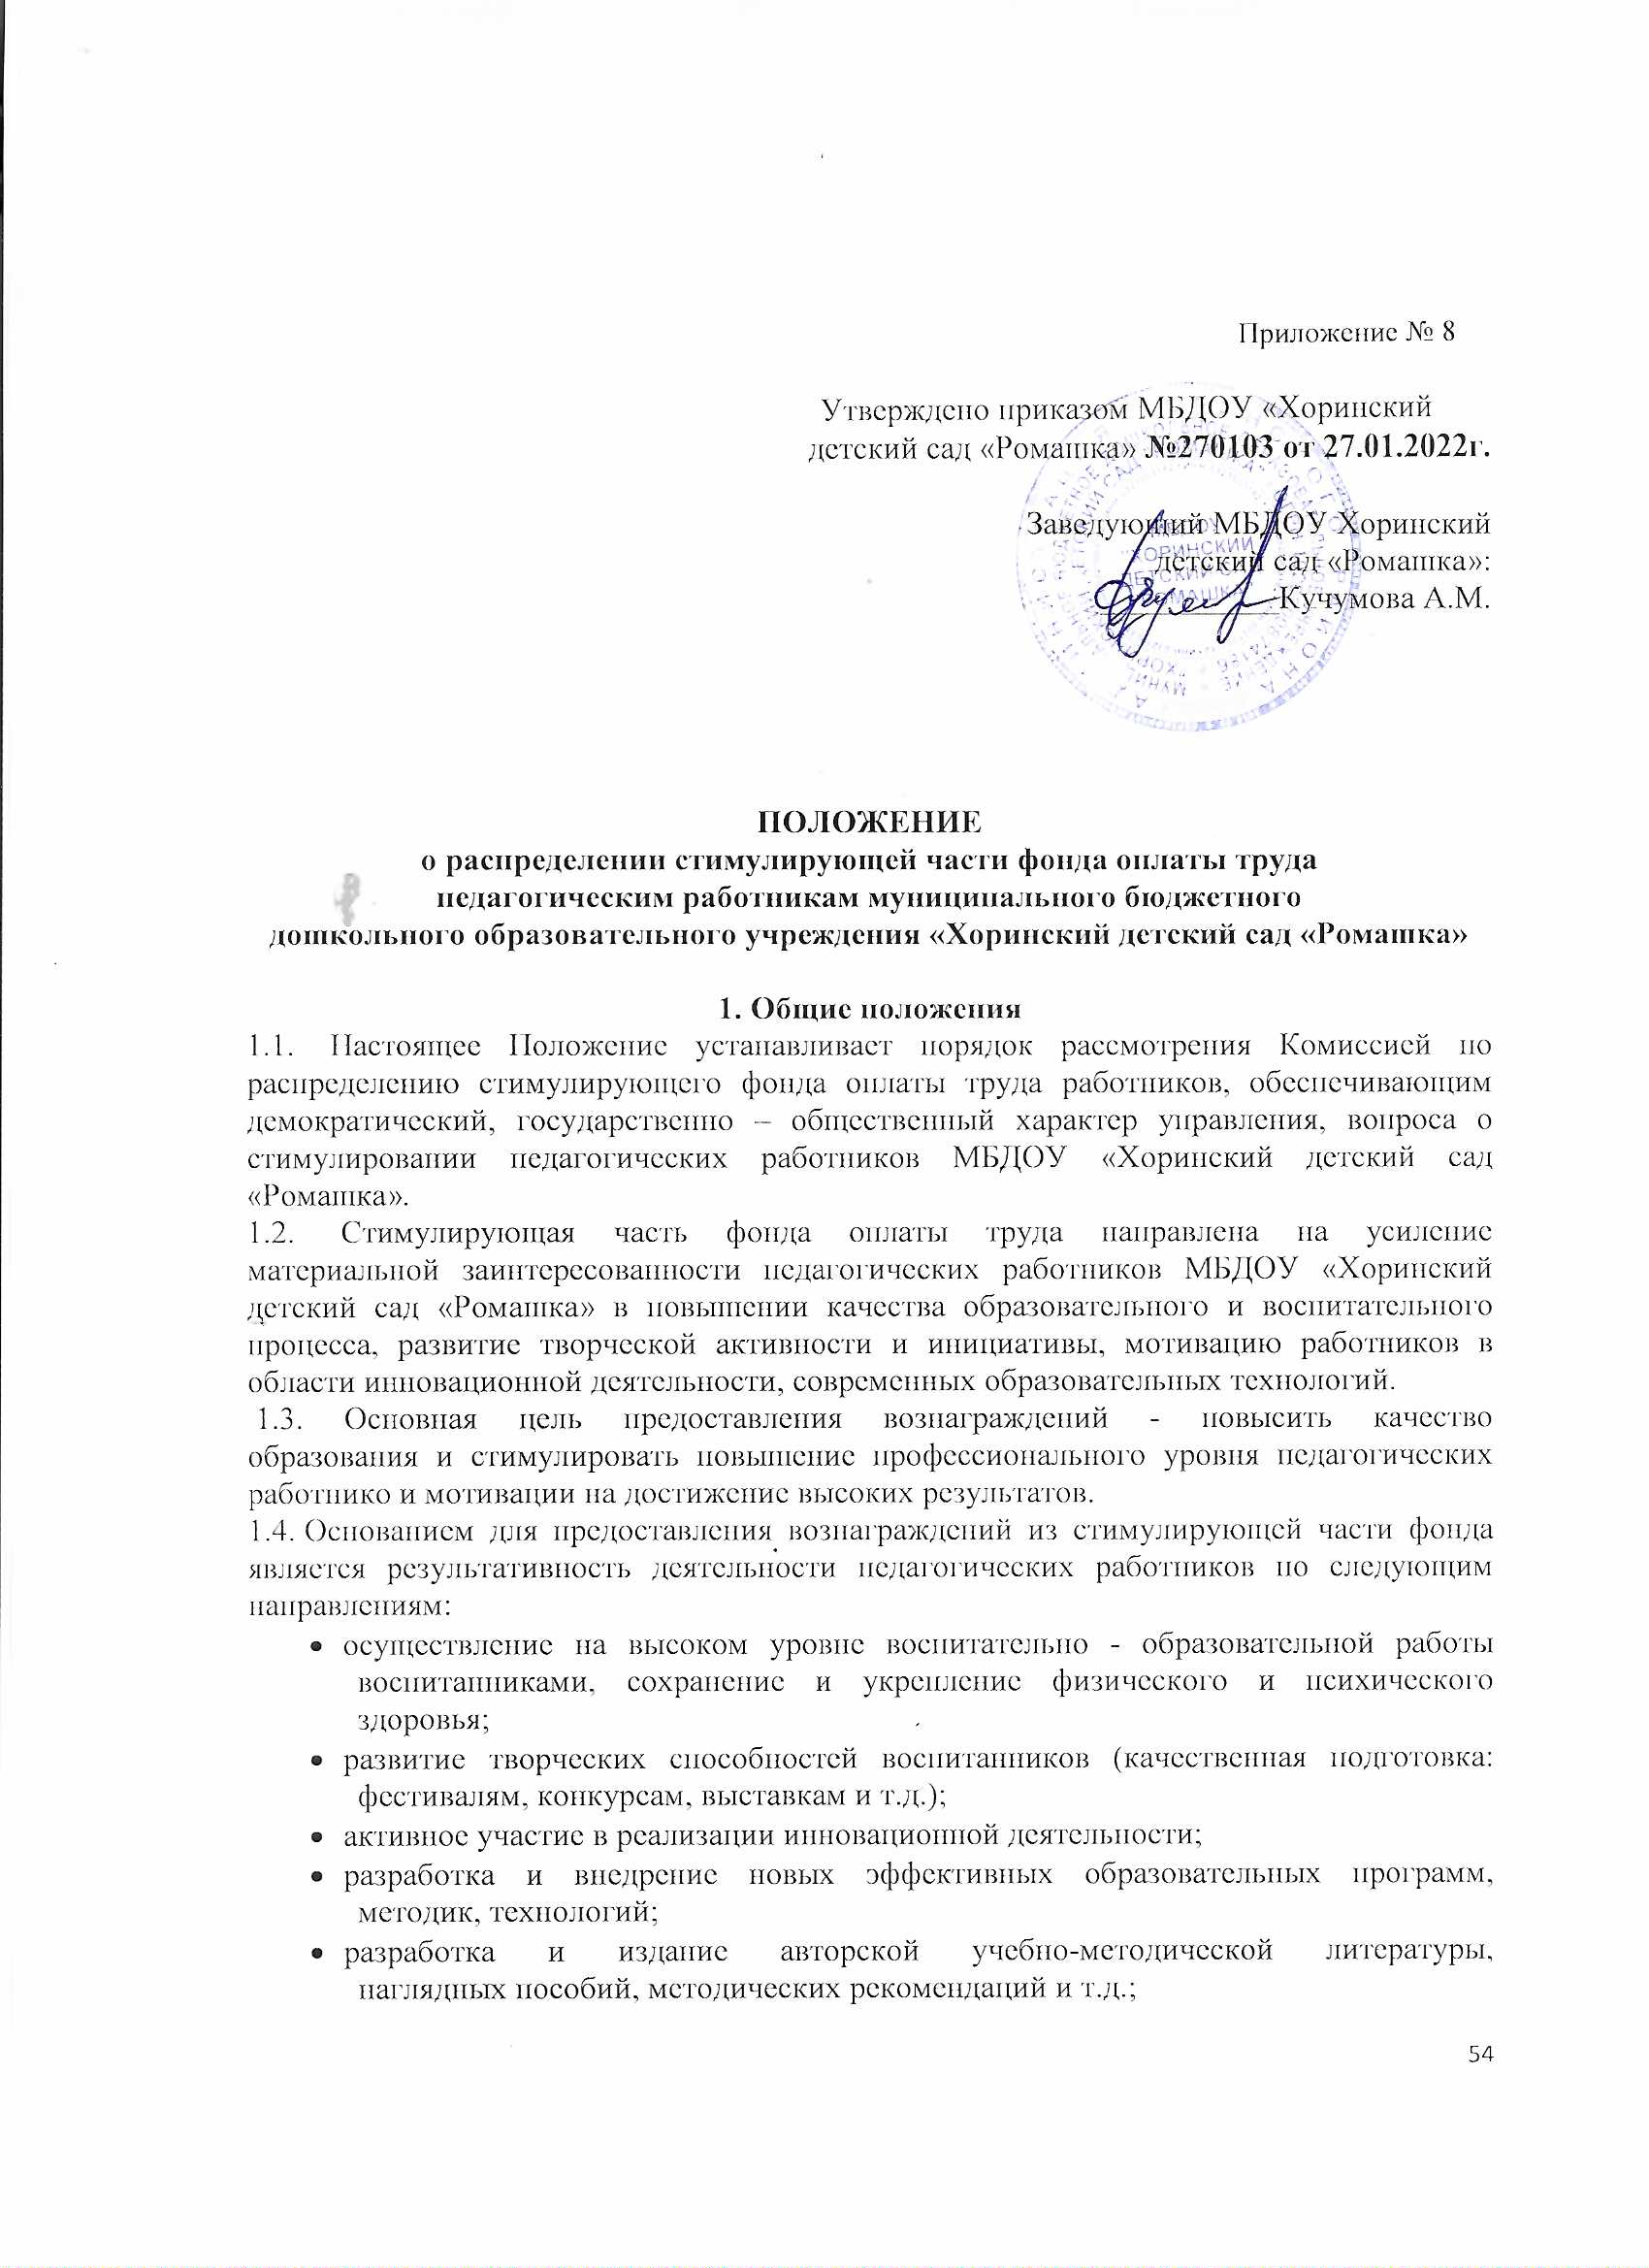 Приложение № 8
Утверждено приказом МБДОУ «Хоринский
детский сад «Ромашка» №270103 от 27.01.2022г.
Заведующий МБДОУ Хоринский
детский сад «Ромашка»:
Кучумова А.М.
ХОРИНСКИЙ
ДЕТСКИЙ САД
РОМАШКА
ПОЛОЖЕНИЕ
о распределении стимулирующей части фонда оплаты труда
педагогическим работникам муниципального бюджетного
дошкольного образовательного учреждения «Хоринский детский сад «Ромашка»
1. Общие положения
1.1. Настоящее Положение устанавливает порядок рассмотрения Комиссией по
распределению стимулирующего фонда оплаты труда работников, обеспечивающим
демократический, государственно – общественный характер управления, вопроса о
стимулировании педагогических работников МБДОУ «Хоринский детский сад
«Ромашка».
1.2. Стимулирующая часть фонда оплаты труда направлена на усиление
материальной заинтересованности педагогических работников МБДОУ «Хоринский
детский сад «Ромашка» в повышении качества образовательного и воспитательного
процесса, развитие творческой активности и инициативы, мотивацию работников в
области инновационной деятельности, современных образовательных технологий.
1.3. Основная цель предоставления вознаграждений - повысить качество
образования и стимулировать повышение профессионального уровня педагогических
работнико и мотивации на достижение высоких результатов.
1.4. Основанием для предоставления вознаграждений из стимулирующей части фонда
является результативность деятельности педагогических работников по следующим
направлениям:
• осуществление на высоком уровне воспитательно - образовательной работы
воспитанниками, сохранение и укрепление физического и психического
здоровья;
• развитие творческих способностей воспитанников (качественная подготовка:
фестивалям, конкурсам, выставкам и т.д.);
• активное участие в реализации инновационной деятельности;
• разработка и внедрение новых эффективных образовательных программ,
методик, технологий;
• разработка и издание авторской учебно-методической литературы,
наглядных пособий, методических рекомендаций и т.д.;
54